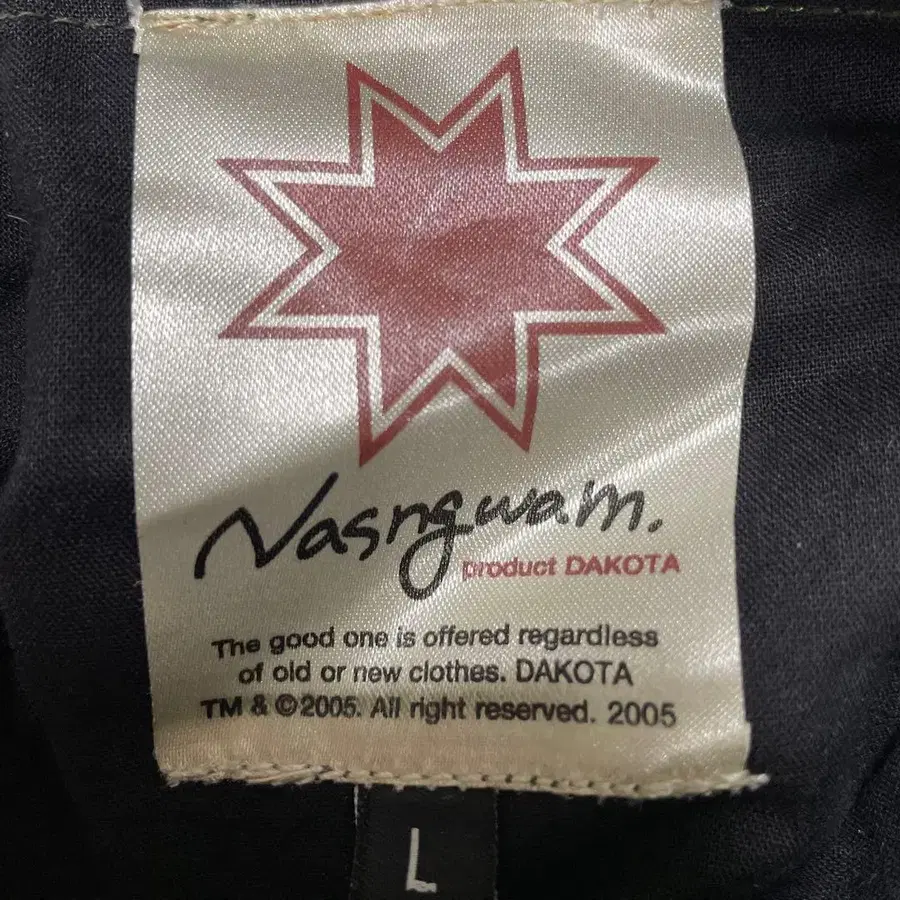 Nasngwam.
product DAKOTA
The good one is offered regardless
of old or new clothes. DAKOTA
TM & ©2005. All right reserved. 2005
L